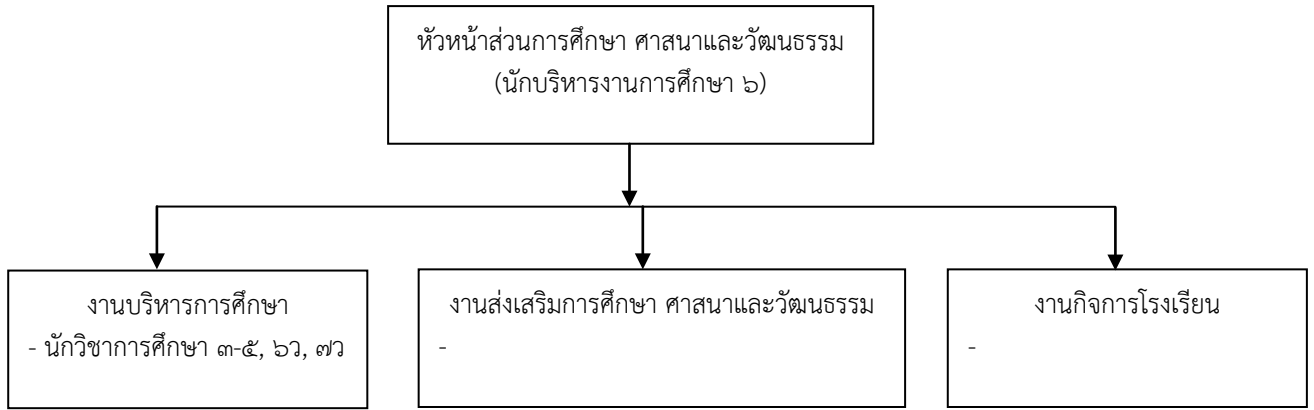 หัวหน้าส่วนการศึกษา ศาสนาและวัฒนธรรม
(นักบริหารงานการศึกษา ๖)
งานบริหารการศึกษา
- นักวิชาการศึกษา ๓-๕, ๖ว, ๗ว
งานส่งเสริมการศึกษา ศาสนาและวัฒนธรรม
-
งานกิจการโรงเรียน
-